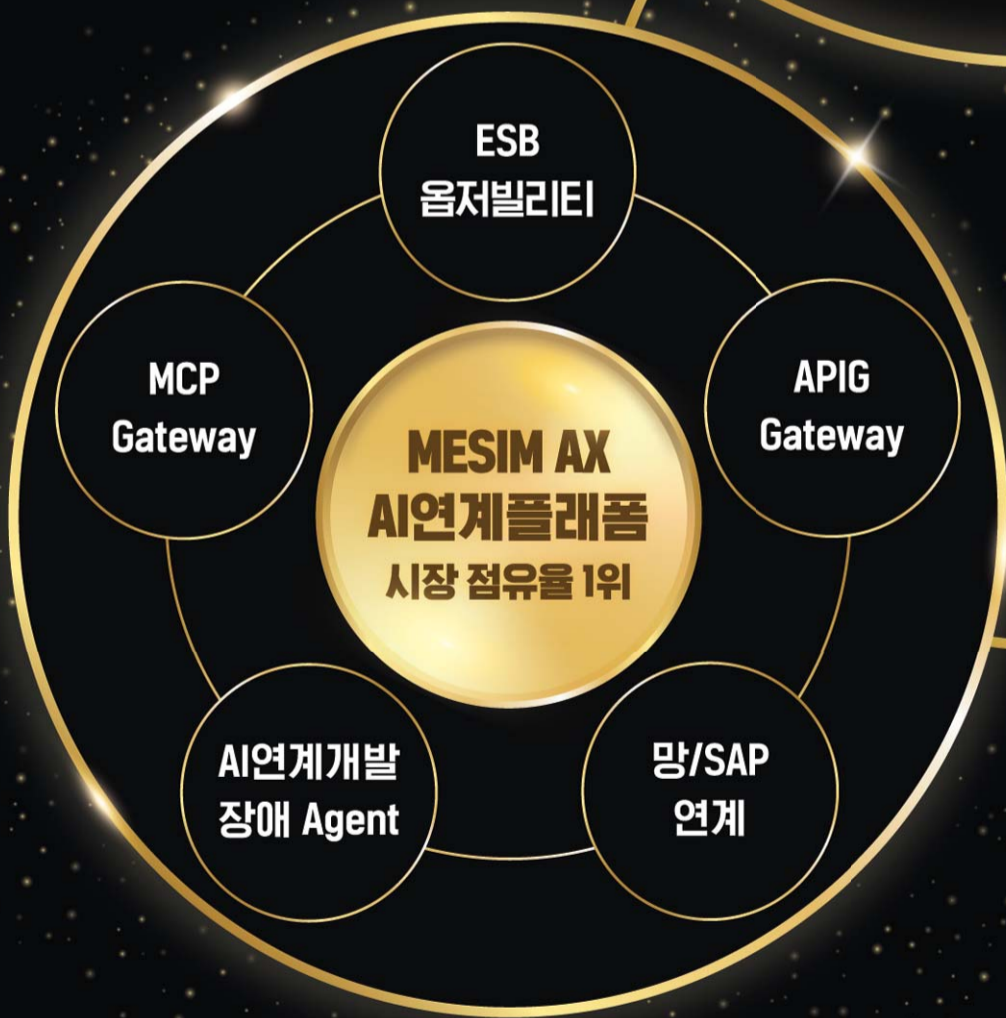 ESB
옵저빌리티
MCP
Gateway
APIG
Gateway
MESIM AX
AI연계플래폼
시장 점유율 1위
AI연계개발
장애 Agent
망/SAP
연계